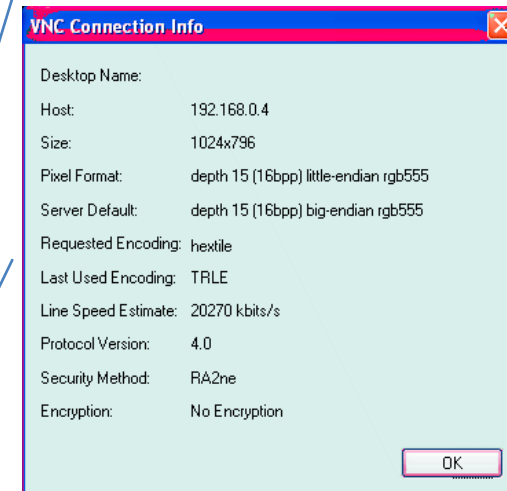 VNC Connection Info
Desktop Name:
Host: 192.168.0.4
Size: 1024x796
Pixel Format: depth 15 (16bpp) little-endian rgb555
Server Default: depth 15 (16bpp) big-endian rgb555
Requested Encoding: hextile
Last Used Encoding: TRLE
Line Speed Estimate: 20270 kbits/s
Protocol Version: 4.0
Security Method: RA2ne
Encryption: No Encryption
OK